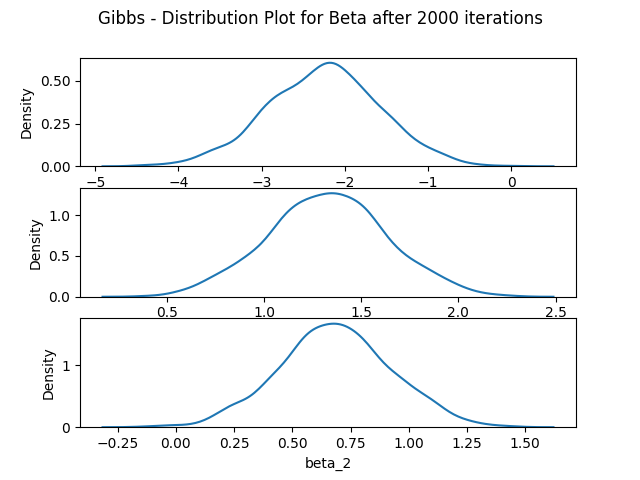 Gibbs - Distribution Plot for Beta after 2000 iterations
0.50
0.25
0.00
Density
−5 −4 −3 −2 −1 0
1.0
0.5
0.0
Density
0.5 1.0 1.5 2.0 2.5
1
0
Density
−0.25 0.00 0.25 0.50 0.75 1.00 1.25 1.50
beta_2